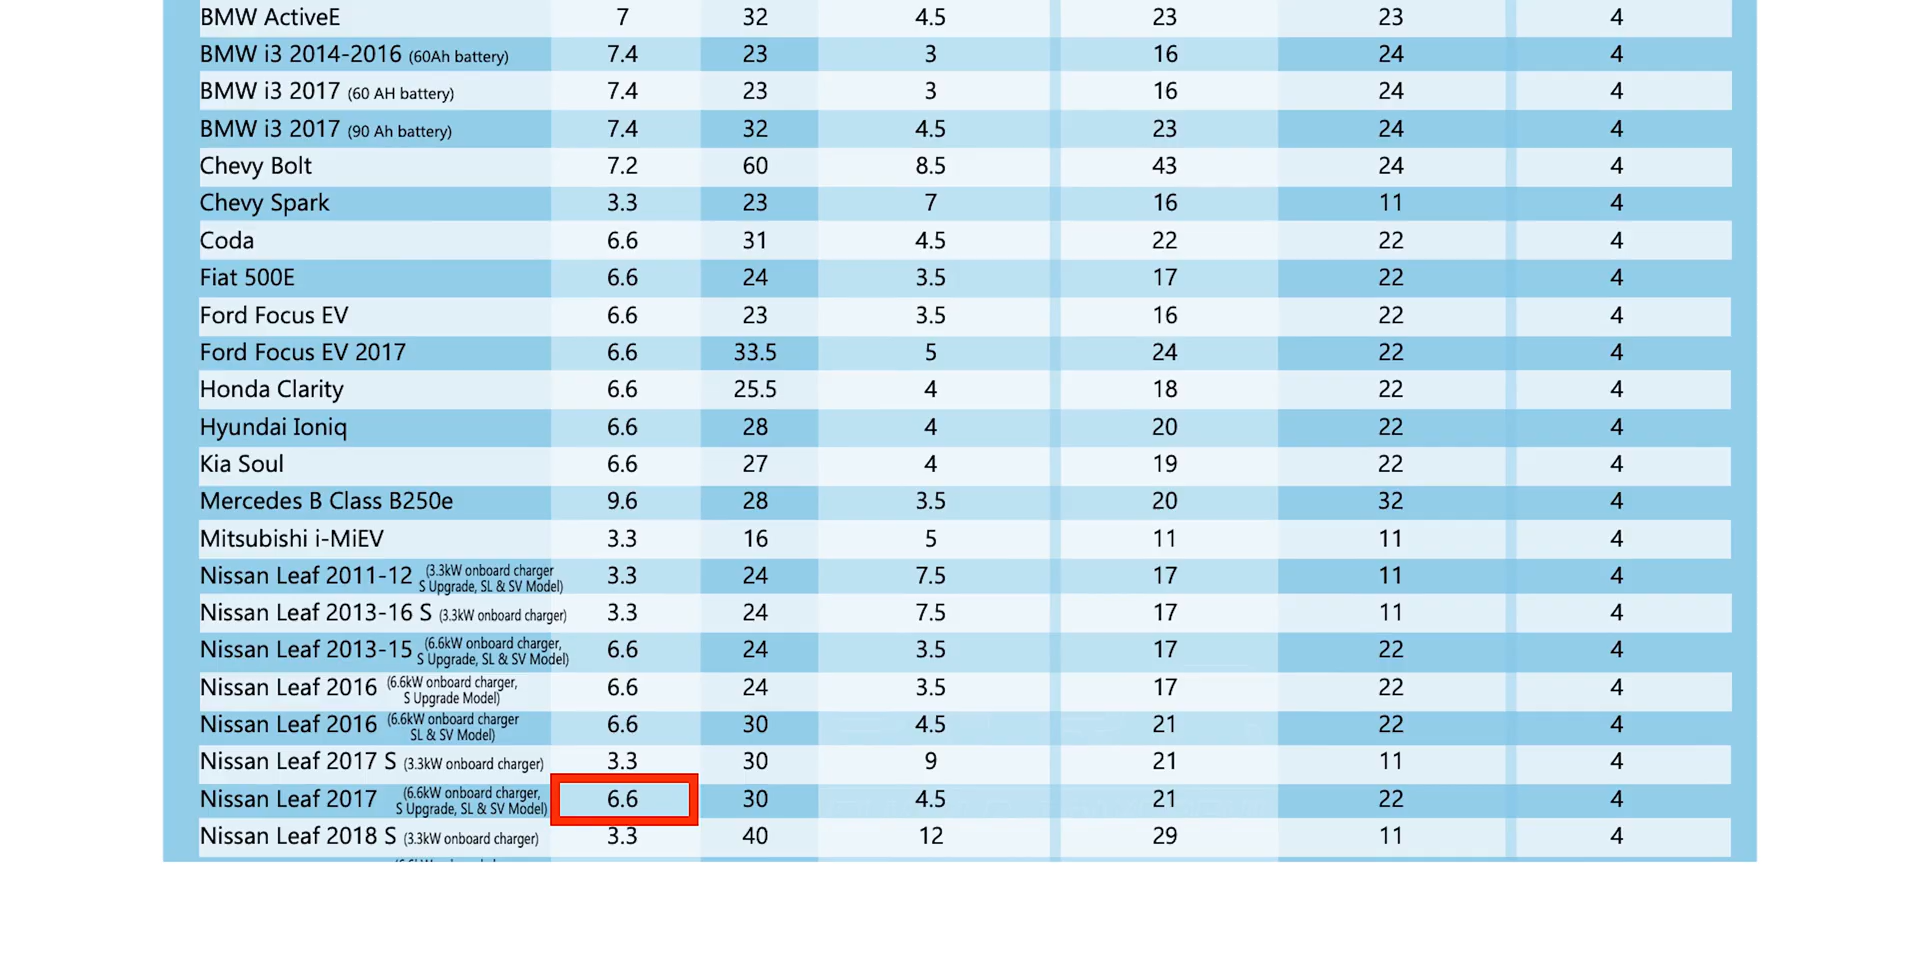 BMW ActiveE 7 32 4.5 23 23 4
BMW i3 2014-2016 (60Ah battery) 7.4 23 3 16 24 4
BMW i3 2017 (60 AH battery) 7.4 23 3 16 24 4
BMW i3 2017 (90 Ah battery) 7.4 32 4.5 23 24 4
Chevy Bolt 7.2 60 8.5 43 24 4
Chevy Spark 3.3 23 7 16 11 4
Coda 6.6 31 4.5 22 22 4
Fiat 500E 6.6 24 3.5 17 22 4
Ford Focus EV 6.6 23 3.5 16 22 4
Ford Focus EV 2017 6.6 33.5 5 24 22 4
Honda Clarity 6.6 25.5 4 18 22 4
Hyundai Ioniq 6.6 28 4 20 22 4
Kia Soul 6.6 27 4 19 22 4
Mercedes B Class B250e 9.6 28 3.5 20 32 4
Mitsubishi i-MiEV 3.3 16 5 11 11 4
Nissan Leaf 2011-12 (3.3kW onboard charger S Upgrade, SL & SV Model) 3.3 24 7.5 17 11 4
Nissan Leaf 2013-16 S (3.3kW onboard charger) 3.3 24 7.5 17 11 4
Nissan Leaf 2013-15 (6.6kW onboard charger, S Upgrade, SL & SV Model) 6.6 24 3.5 17 22 4
Nissan Leaf 2016 (6.6kW onboard charger, S Upgrade Model) 6.6 24 3.5 17 22 4
Nissan Leaf 2016 (6.6kW onboard charger SL & SV Model) 6.6 30 4.5 21 22 4
Nissan Leaf 2017 S (3.3kW onboard charger) 3.3 30 9 21 11 4
Nissan Leaf 2017 (6.6kW onboard charger, S Upgrade, SL & SV Model) 6.6 30 4.5 21 22 4
Nissan Leaf 2018 S (3.3kW onboard charger) 3.3 40 12 29 11 4